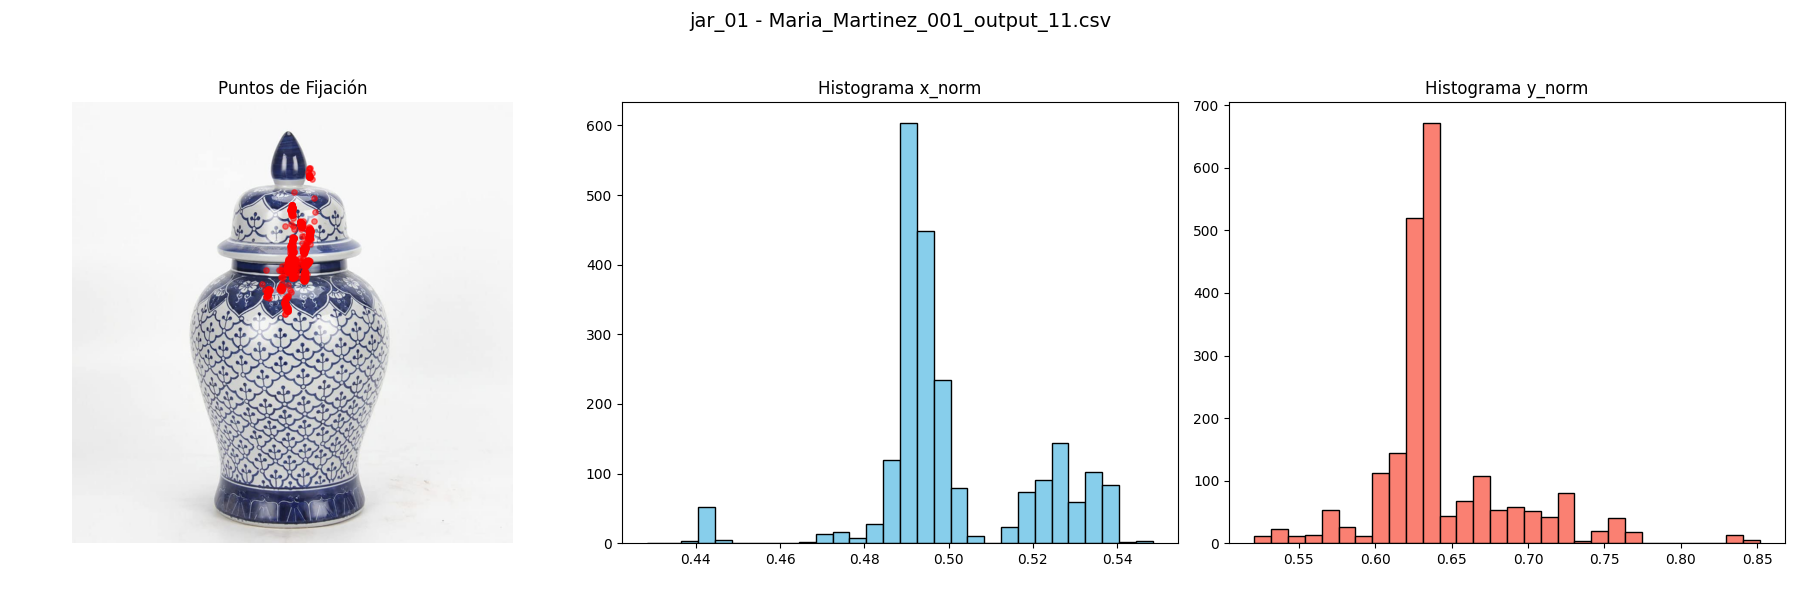 jar_01 - Maria_Martinez_001_output_11.csv
Puntos de Fijación
Histograma x_norm
600
500
400
300
200
100
0
0.44 0.46 0.48 0.50 0.52 0.54
Histograma y_norm
700
600
500
400
300
200
100
0
0.55 0.60 0.65 0.70 0.75 0.80 0.85